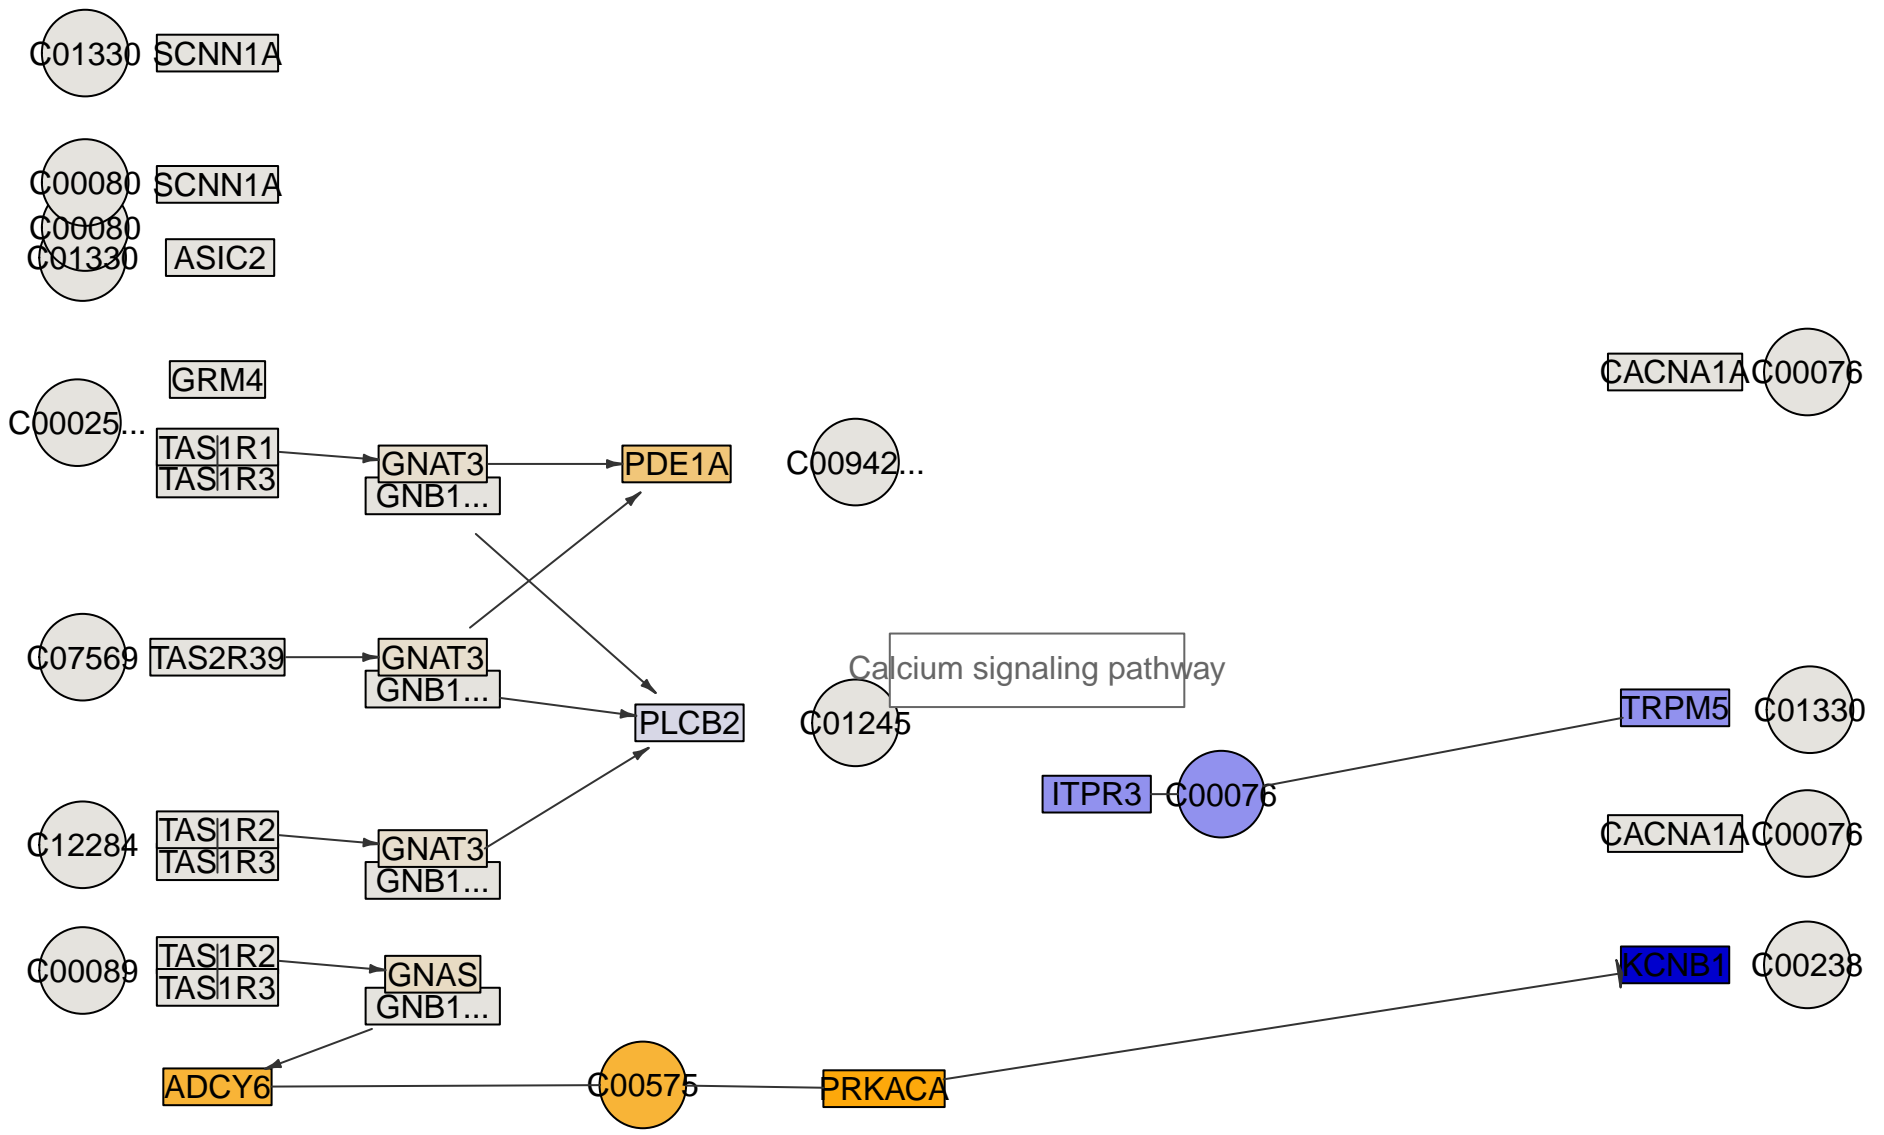 C01330 SCNN1A
C00080 SCNN1A
C00080
C01330 ASIC2
GRM4
CACNA1A C00076
C00025...
TAS1R1
GNAT3 PDE1A C00942...
TAS1R3
GNB1...
C07569 TAS2R39 GNAT3
Calcium signaling pathway
GNB1...
TRPM5 C01330
PLCB2 C01245
ITPR3 C00076
TAS1R2
CACNA1A C00076
C12284
GNAT3
TAS1R3
GNB1...
TAS1R2
KCNB1 C00238
C00089
GNAS
TAS1R3
GNB1...
ADCY6 C00575 PRKACA